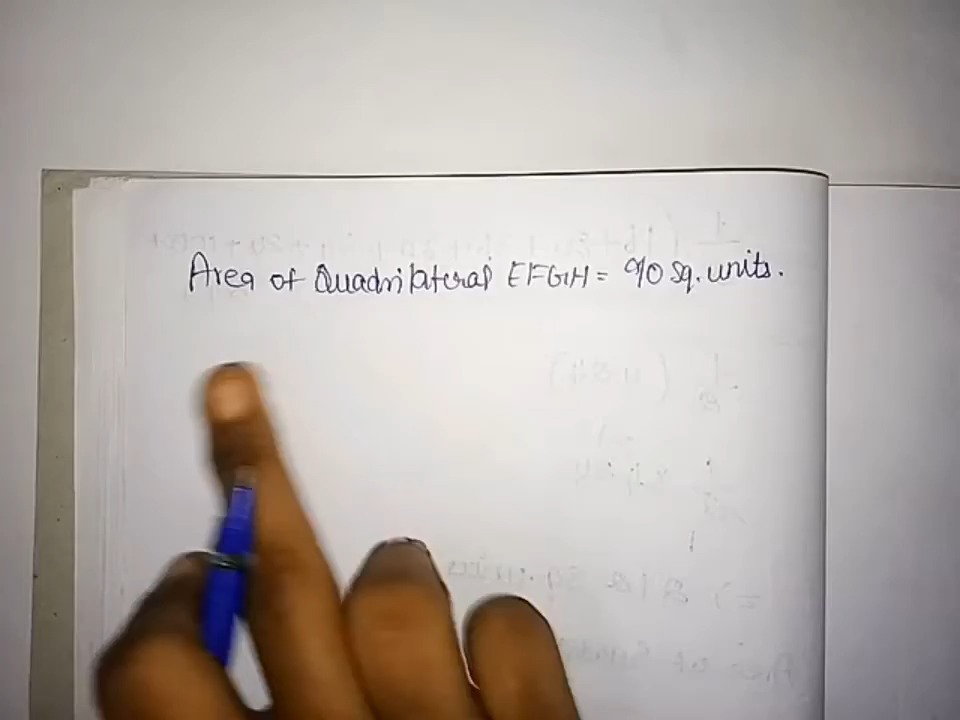 Area of Quadrilateral EFGH = 90 sq. units.